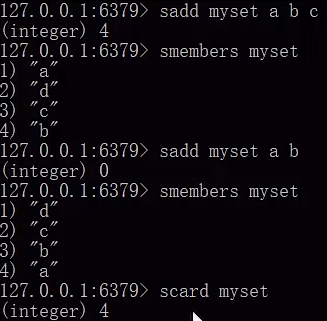 127.0.0.1:6379> sadd myset a b c
(integer) 4
127.0.0.1:6379> smembers myset
1) "a"
2) "d"
3) "c"
4) "b"
127.0.0.1:6379> sadd myset a b
(integer) 0
127.0.0.1:6379> smembers myset
1) "d"
2) "c"
3) "b"
4) "a"
127.0.0.1:6379> scard myset
(integer) 4